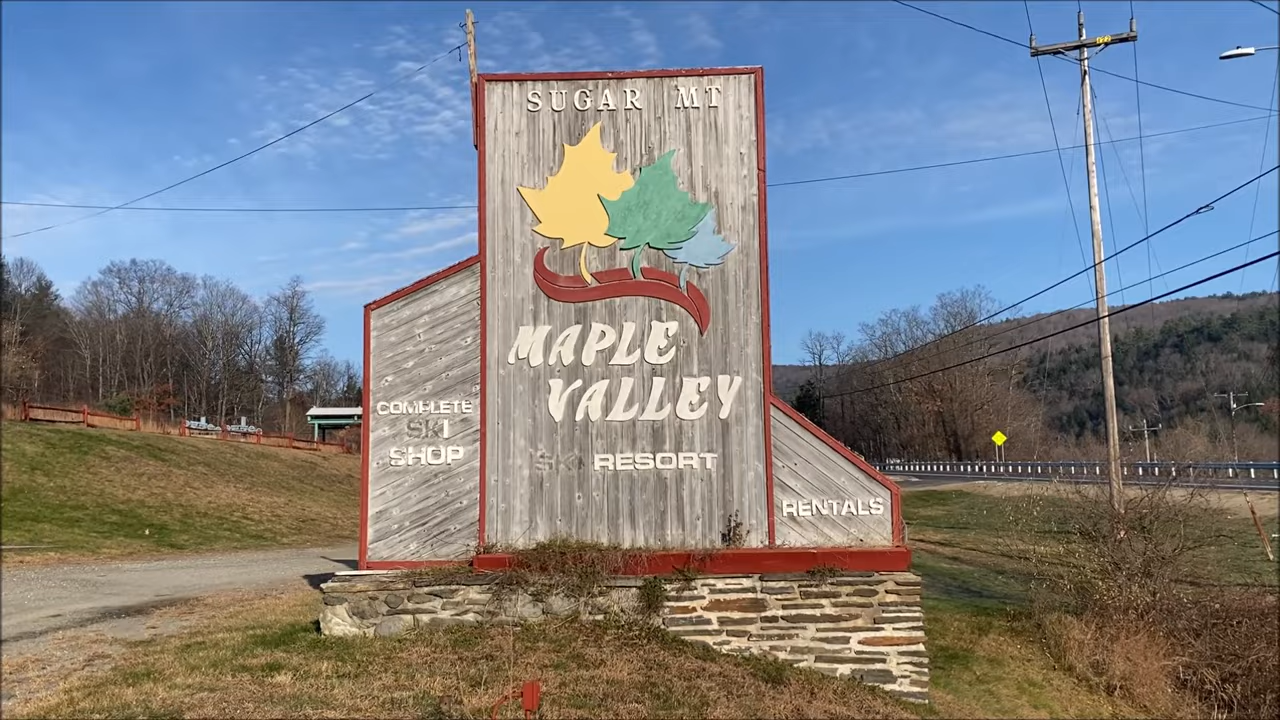 SUGAR MT
MAPLE
VALLEY
SKI RESORT
COMPLETE
SKI
SHOP
RENTALS